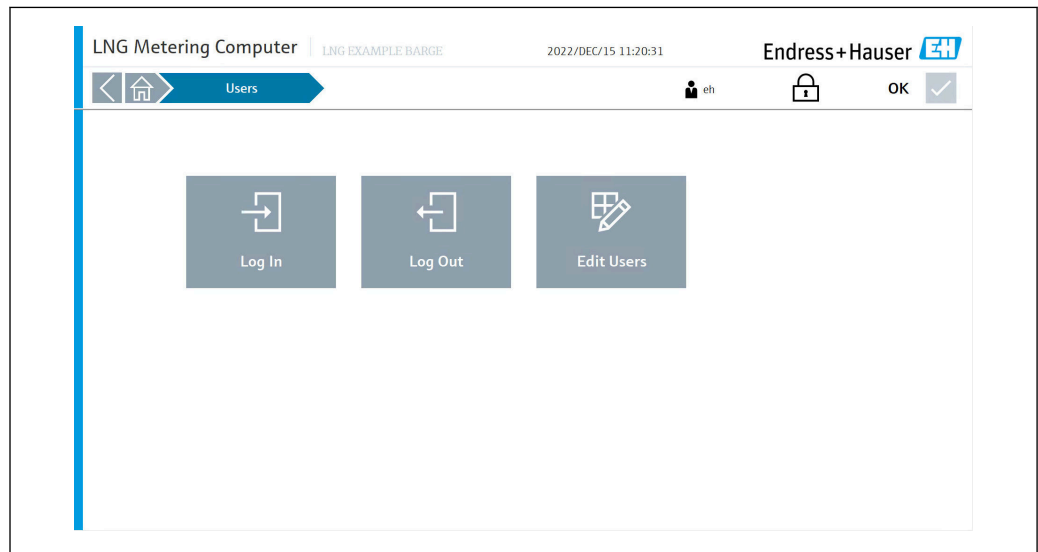 LNG Metering Computer LNG EXAMPLE BARGE 2022/DEC/15 11:20:31 Endress+Hauser EH
Users eh OK
Log In Log Out Edit Users